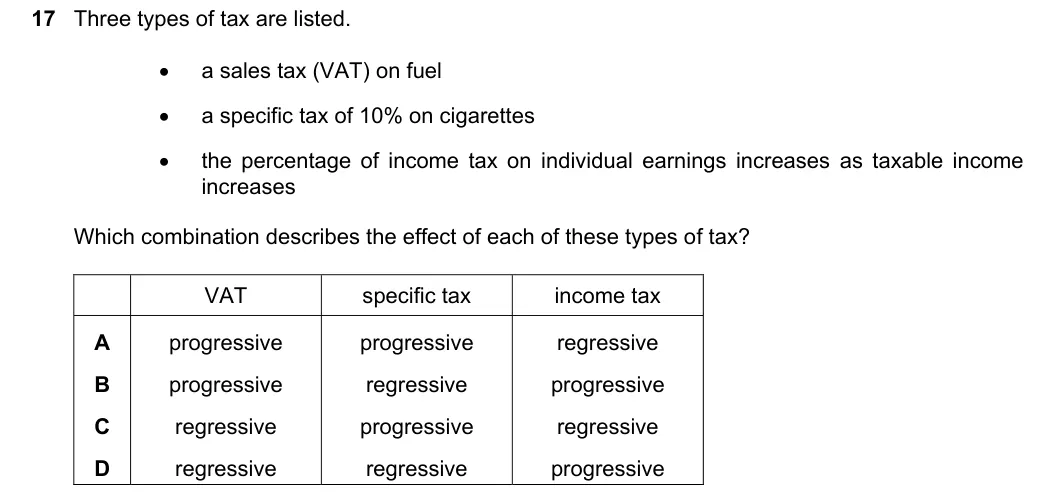 17 Three types of tax are listed.
• a sales tax (VAT) on fuel
• a specific tax of 10% on cigarettes
• the percentage of income tax on individual earnings increases as taxable income
increases
Which combination describes the effect of each of these types of tax?
VAT specific tax income tax
A progressive progressive regressive
B progressive regressive progressive
C regressive progressive regressive
D regressive regressive progressive